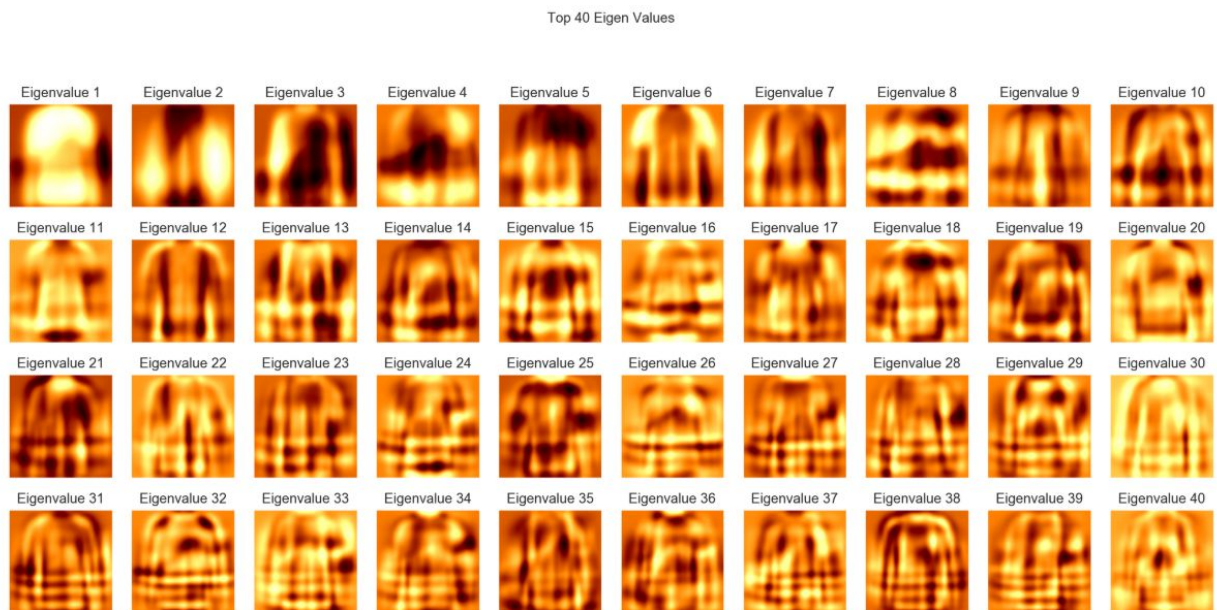 Top 40 Eigen Values
Eigenvalue 1 Eigenvalue 2 Eigenvalue 3 Eigenvalue 4 Eigenvalue 5 Eigenvalue 6 Eigenvalue 7 Eigenvalue 8 Eigenvalue 9 Eigenvalue 10
Eigenvalue 11 Eigenvalue 12 Eigenvalue 13 Eigenvalue 14 Eigenvalue 15 Eigenvalue 16 Eigenvalue 17 Eigenvalue 18 Eigenvalue 19 Eigenvalue 20
Eigenvalue 21 Eigenvalue 22 Eigenvalue 23 Eigenvalue 24 Eigenvalue 25 Eigenvalue 26 Eigenvalue 27 Eigenvalue 28 Eigenvalue 29 Eigenvalue 30
Eigenvalue 31 Eigenvalue 32 Eigenvalue 33 Eigenvalue 34 Eigenvalue 35 Eigenvalue 36 Eigenvalue 37 Eigenvalue 38 Eigenvalue 39 Eigenvalue 40